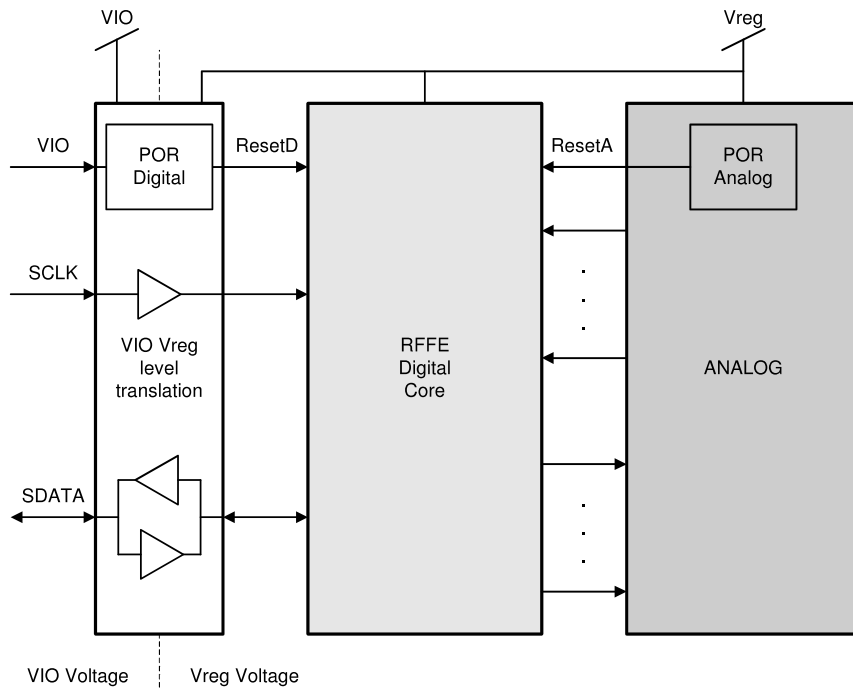 VIO
Vreg
VIO
POR
Digital
ResetD
ResetA
POR
Analog
SCLK
VIO Vreg
level
translation
RFFE
Digital
Core
ANALOG
SDATA
VIO Voltage
Vreg Voltage